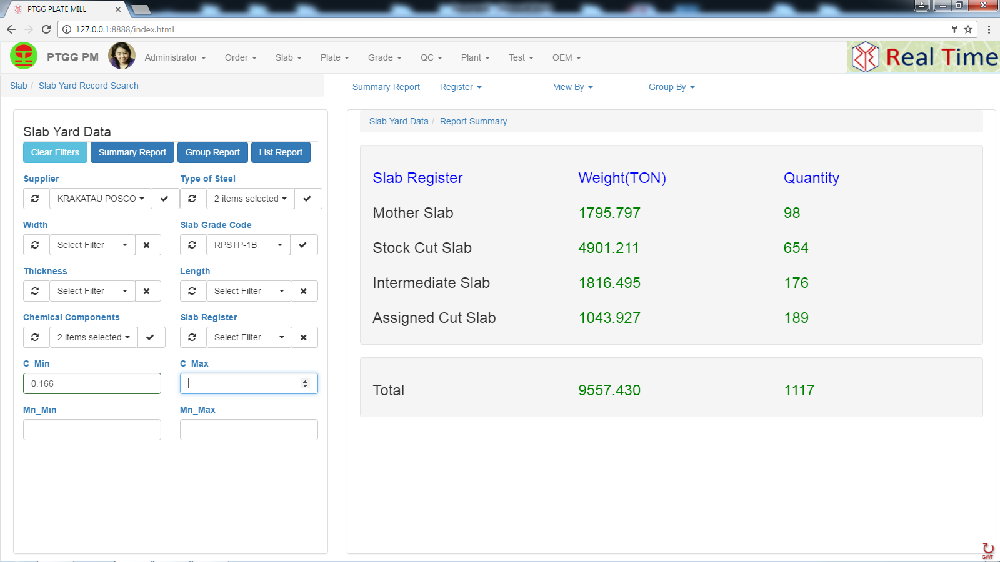 PTGG PLATE MILL
127.0.0.1:8888/index.html
PTGG PM Administrator Order Slab Plate Grade QC Plant Test OEM Real Time
Slab / Slab Yard Record Search
Summary Report Register View By Group By
Slab Yard Data
Clear Filters Summary Report Group Report List Report
Supplier Type of Steel
KRAKATAU POSCO 2 items selected
Width Slab Grade Code
Select Filter RPSTP-1B
Thickness Length
Select Filter Select Filter
Chemical Components Slab Register
2 items selected Select Filter
C_Min C_Max
0.166
Mn_Min Mn_Max
Slab Yard Data / Report Summary
Slab Register Weight(TON) Quantity
Mother Slab 1795.797 98
Stock Cut Slab 4901.211 654
Intermediate Slab 1816.495 176
Assigned Cut Slab 1043.927 189
Total 9557.430 1117
GWT